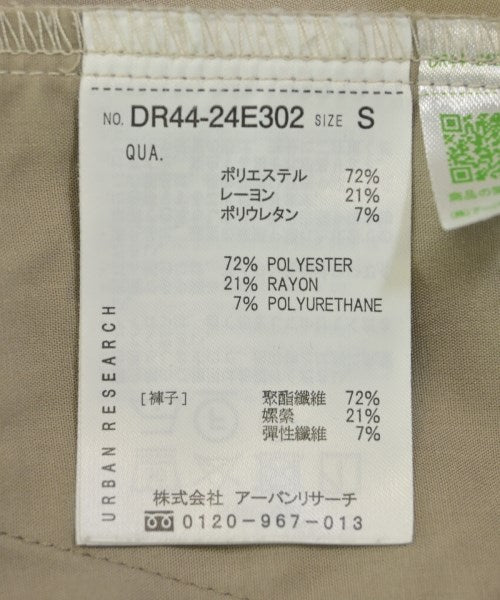 NO. DR44-24E302 SIZE S
QUA.
ポリエステル 72%
レーヨン 21%
ポリウレタン 7%
72% POLYESTER
21% RAYON
7% POLYURETHANE
URBAN RESEARCH
[褲子] 聚酯纖維 72%
嫘縈 21%
彈性纖維 7%
株式会社 アーバンリサーチ
0120-967-013
商品の